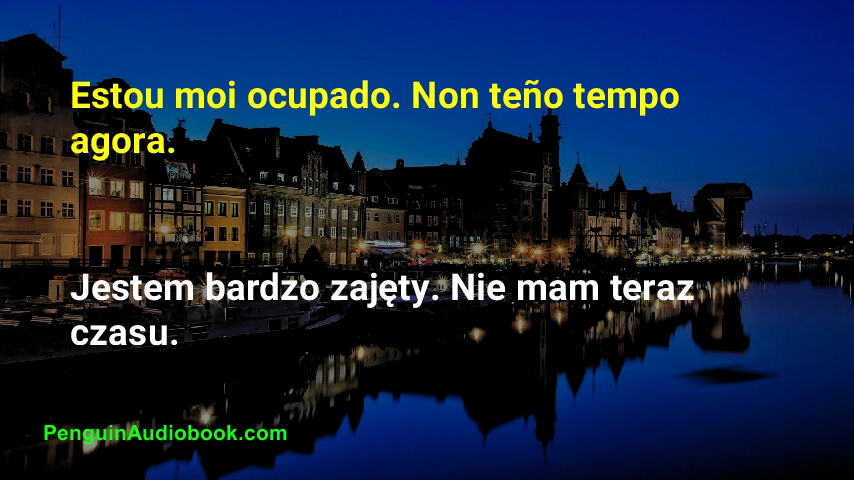 Estou moi ocupado. Non teño tempo
agora.
Jestem bardzo zajęty. Nie mam teraz
czasu.
PenguinAudiobook.com